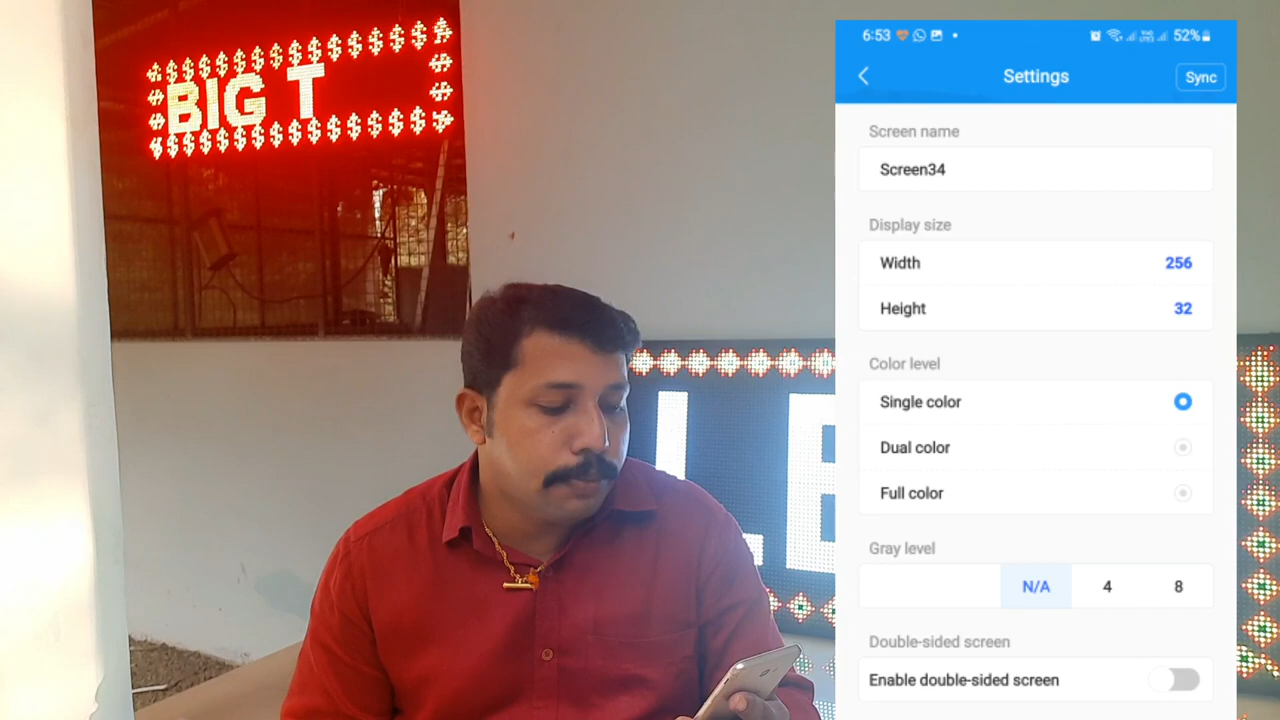 $$$$$$$$$$$$$$$$$
BIG T
$$$$$$$$$$$$$$$$$
LE
6:53
52%
Settings
Sync
Screen name
Screen34
Display size
Width 256
Height 32
Color level
Single color
Dual color
Full color
Gray level
N/A 4 8
Double-sided screen
Enable double-sided screen